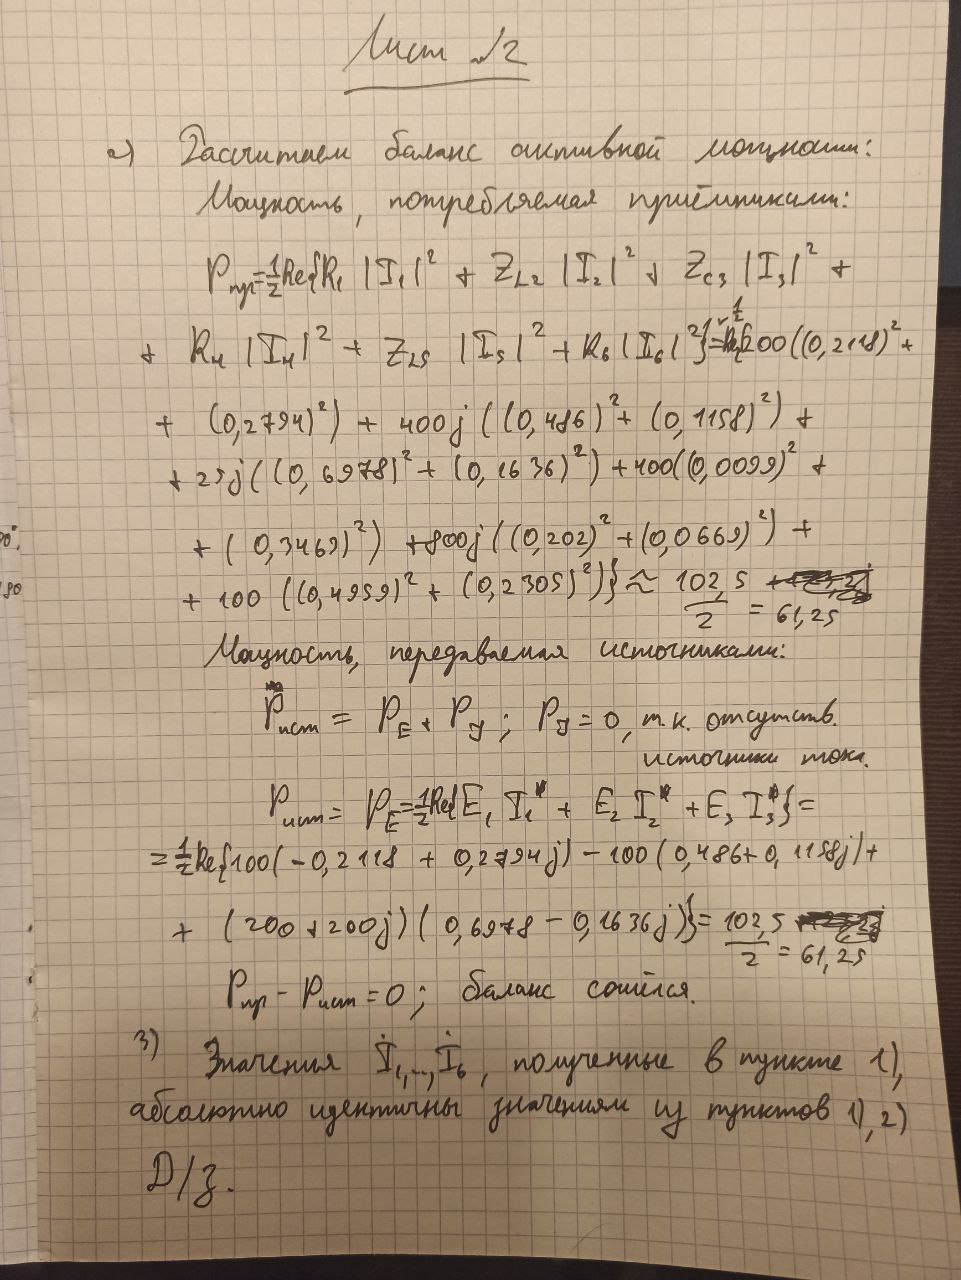 Лист №2
2) Рассчитаем баланс активной мощности:
Мощность, потребляемая приёмниками:
Pпр = 1/2 Re{R₁ |I₁|² + Z_L2 |I₂|² + Z_C3 |I₃|² +
+ R₄ |I₄|² + Z_L5 |I₅|² + R₆ |I₆|²} = 1/2 Re{200((0,2118)² +
+ (0,2794)²) + 400j((0,486)² + (0,1158)²) +
+ 25j((0,6978)² + (0,1636)²) + 400((0,0099)² +
+ (0,3469)²) + 800j((0,202)² + (0,0669)²) +
+ 100((0,4959)² + (0,2305)²)} ≈ 102,5/2 = 61,25
Мощность, передаваемая источниками:
Pист = P_E + P_J; P_J = 0, т.к. отсутств.
источники тока.
Pист = P_E = 1/2 Re{E₁ I₁* + E₂ I₂* + E₃ I₃*} =
= 1/2 Re{100(-0,2118 + 0,2794j) - 100(0,486 + 0,1158j) +
+ (200 + 200j)(0,6978 - 0,1636j)} = 102,5/2 = 61,25
Pпр - Pист = 0; баланс сошёлся.
3) Значения İ₁,..,İ₆, полученные в пункте 1),
абсолютно идентичны значениям из пунктов 1), 2)
Д/з.